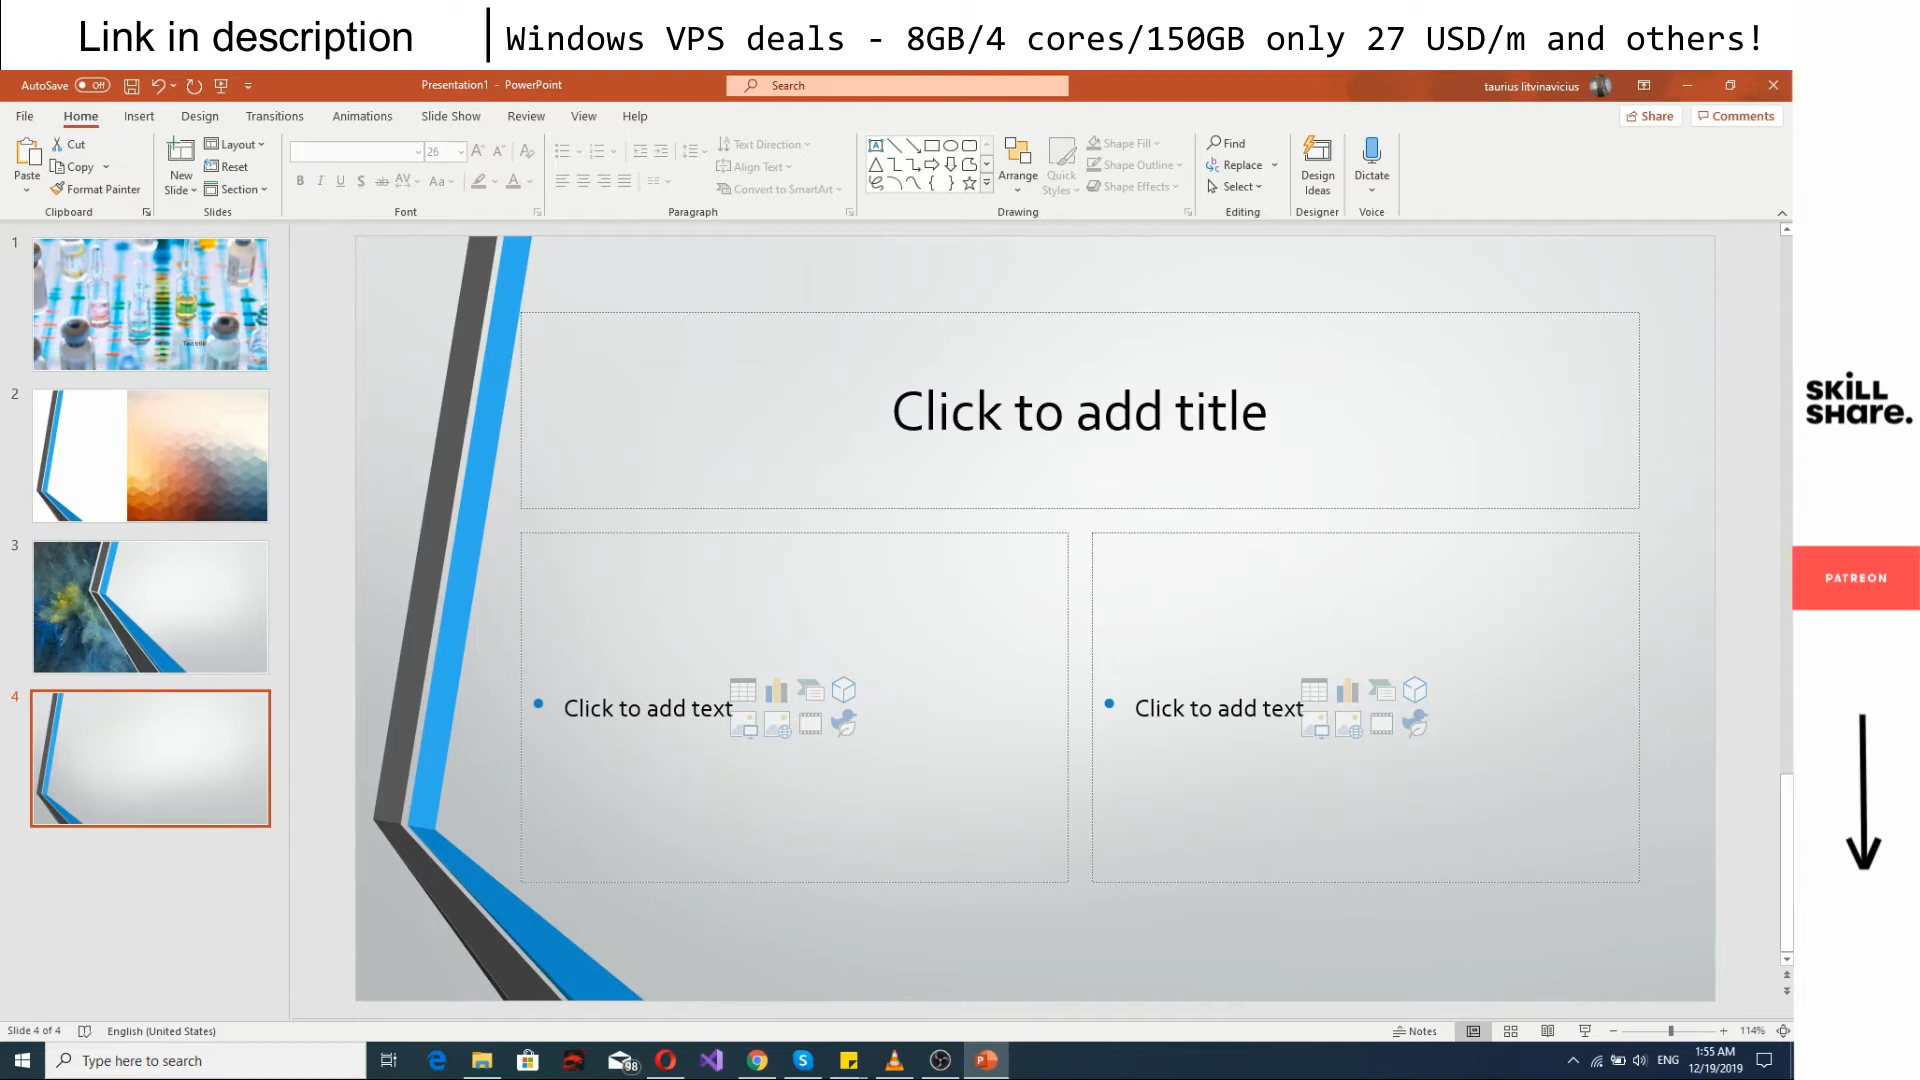 Link in description
Windows VPS deals - 8GB/4 cores/150GB only 27 USD/m and others!
AutoSave Off
Presentation1 - PowerPoint
Search
taurius litvinavicius
File Home Insert Design Transitions Animations Slide Show Review View Help
Share Comments
Paste
Cut
Copy
Format Painter
Clipboard
New Slide
Layout
Reset
Section
Slides
26
Font
Text Direction
Align Text
Convert to SmartArt
Paragraph
Arrange
Quick Styles
Shape Fill
Shape Outline
Shape Effects
Drawing
Find
Replace
Select
Editing
Design Ideas
Designer
Dictate
Voice
1
2
3
4
Click to add title
Click to add text
Click to add text
SKILL
SHARE.
PATREON
Slide 4 of 4
English (United States)
Notes
114%
Type here to search
98
ENG
1:55 AM
12/19/2019